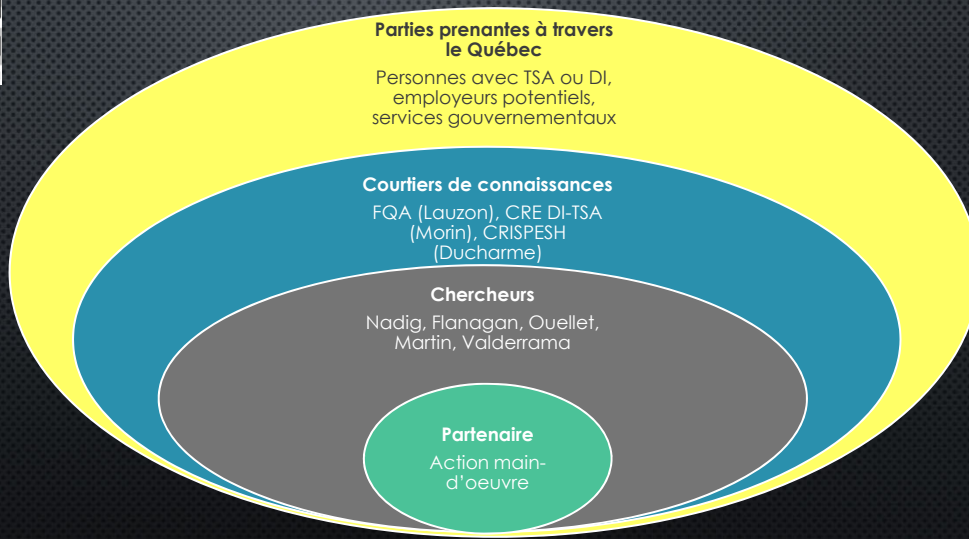 Parties prenantes à travers
le Québec
Personnes avec TSA ou DI,
employeurs potentiels,
services gouvernementaux
Courtiers de connaissances
FQA (Lauzon), CRE DI-TSA
(Morin), CRISPESH
(Ducharme)
Chercheurs
Nadig, Flanagan, Ouellet,
Martin, Valderrama
Partenaire
Action main-
d'oeuvre